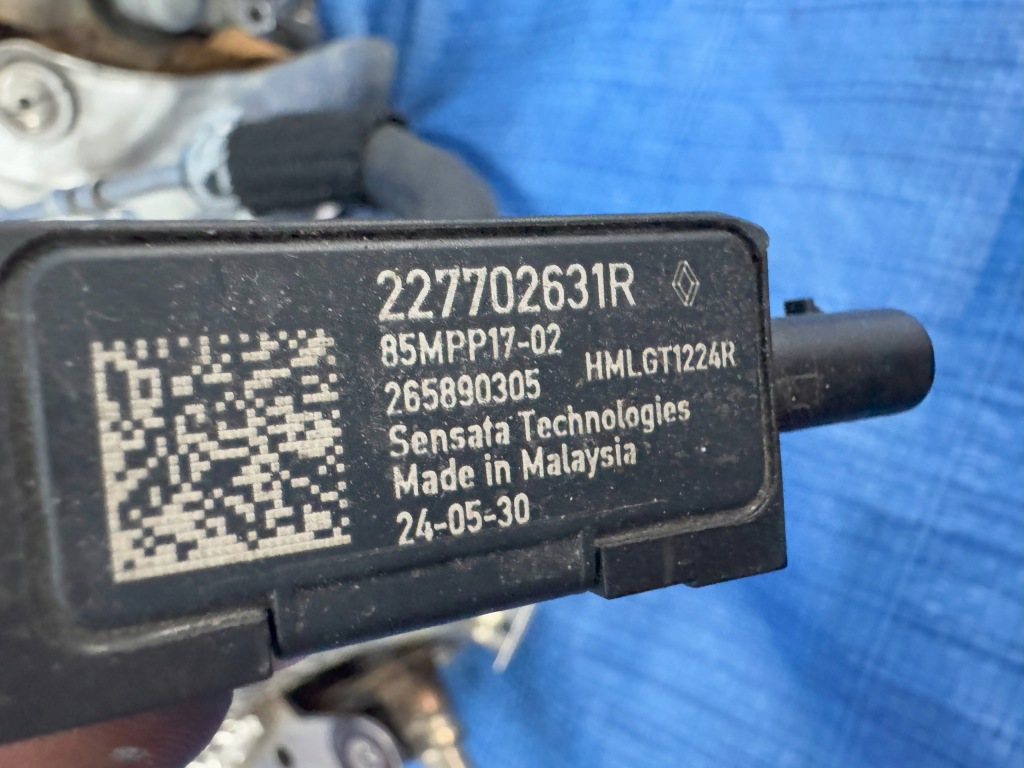 227702631R
85MPP17-02
265890305 HMLGT1224R
Sensata Technologies
Made in Malaysia
24-05-30